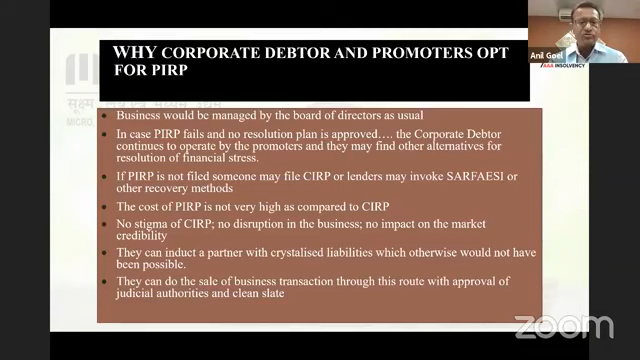 WHY CORPORATE DEBTOR AND PROMOTERS OPT
FOR PIRP
Anil Goel
AAA INSOLVENCY
सूक्ष्म
MICRO,
Business would be managed by the board of directors as usual
In case PIRP fails and no resolution plan is approved…. the Corporate Debtor
continues to operate by the promoters and they may find other alternatives for
resolution of financial stress.
If PIRP is not filed someone may file CIRP or lenders may invoke SARFAESI or
other recovery methods
The cost of PIRP is not very high as compared to CIRP
No stigma of CIRP; no disruption in the business; no impact on the market
credibility
They can induct a partner with crystalised liabilities which otherwise would not have
been possible.
They can do the sale of business transaction through this route with approval of
judicial authorities and clean slate
zoom